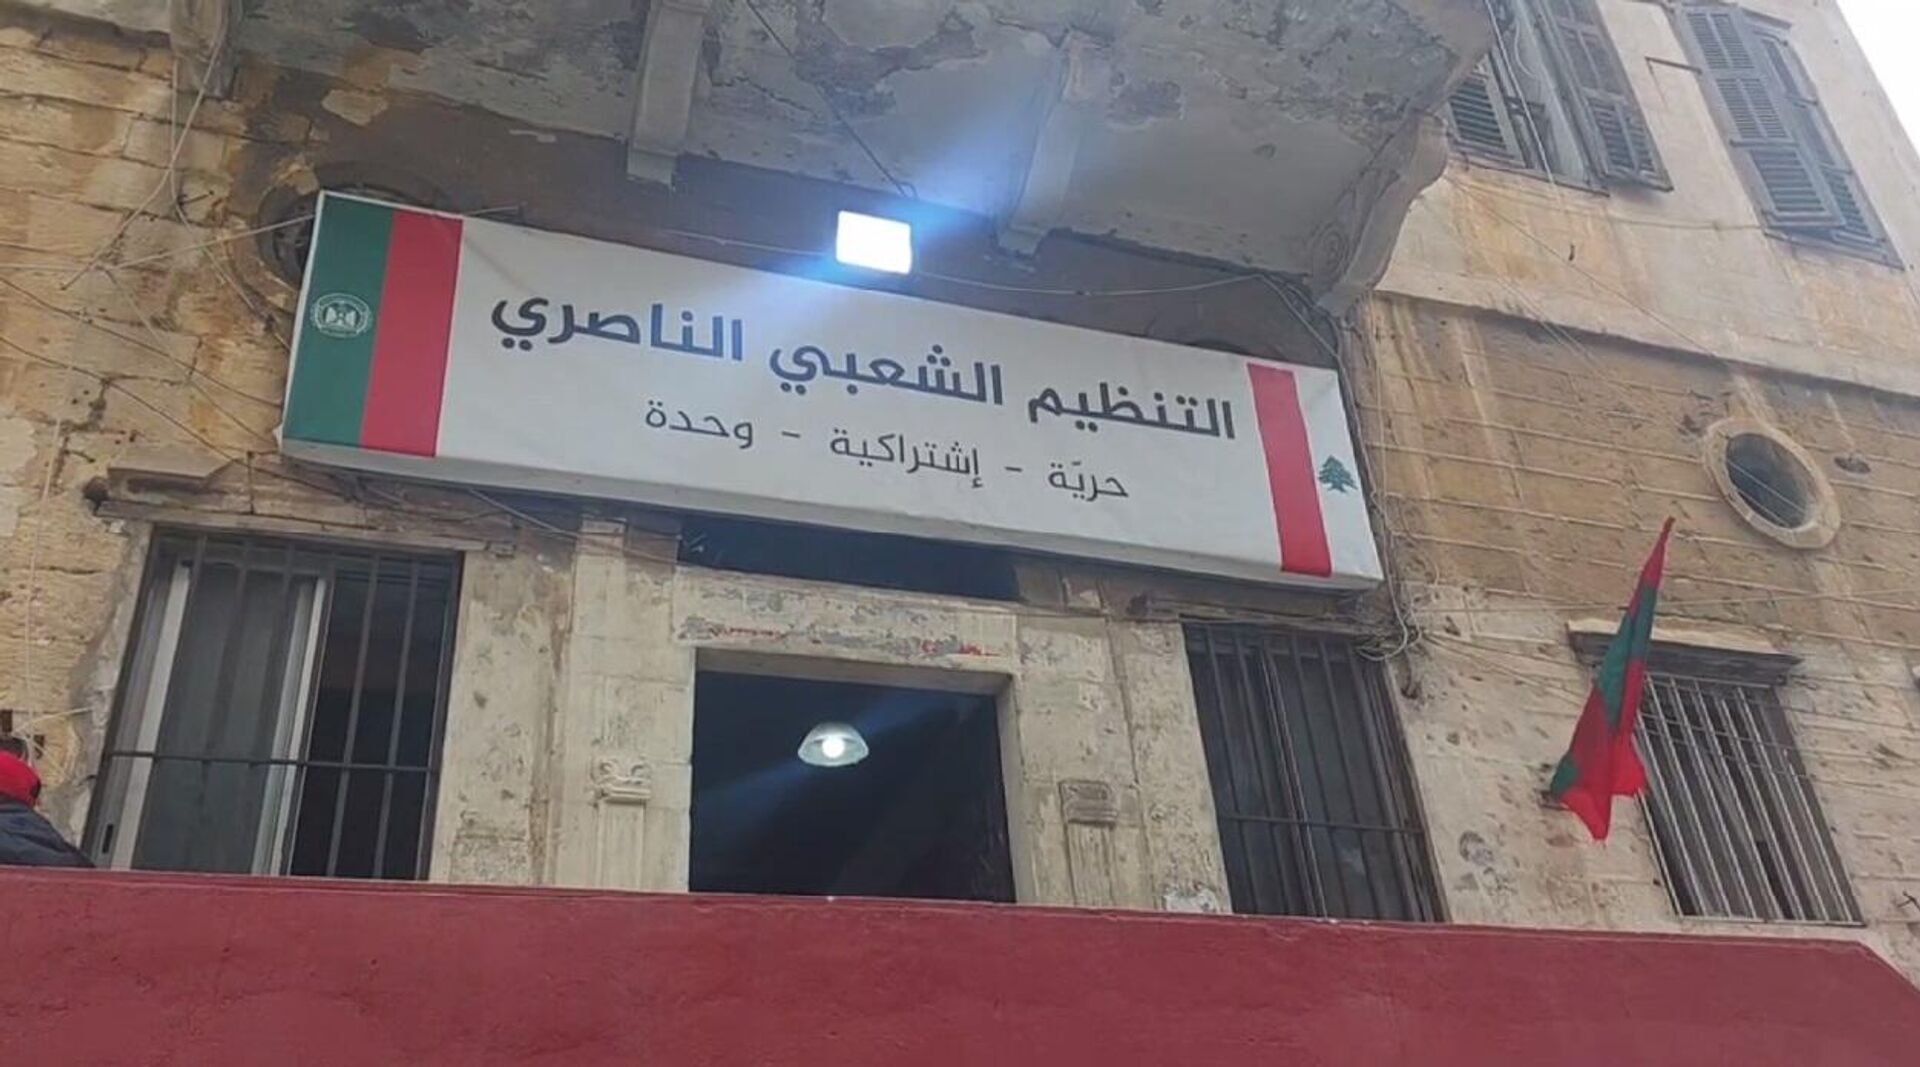 التنظيم الشعبي الناصري
حريّة - إشتراكية - وحدة